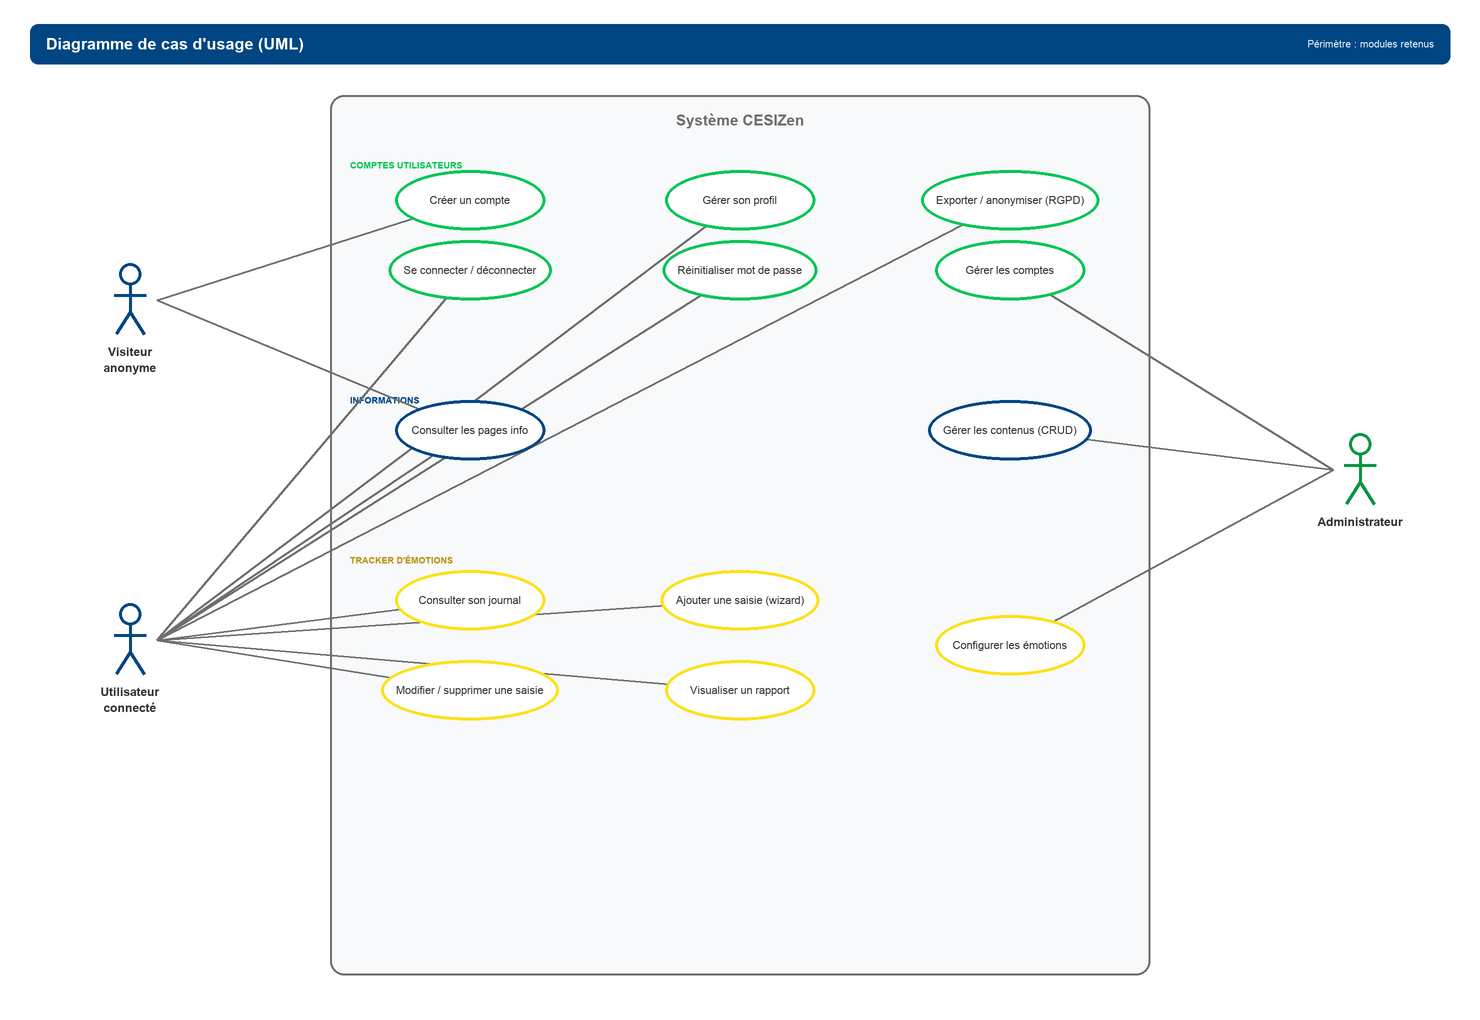 Diagramme de cas d'usage (UML)
Périmètre : modules retenus
Système CESIZen
COMPTES UTILISATEURS
Créer un compte
Gérer son profil
Exporter / anonymiser (RGPD)
Se connecter / déconnecter
Réinitialiser mot de passe
Gérer les comptes
Visiteur
anonyme
INFORMATIONS
Consulter les pages info
Gérer les contenus (CRUD)
Administrateur
TRACKER D'ÉMOTIONS
Consulter son journal
Ajouter une saisie (wizard)
Configurer les émotions
Utilisateur
connecté
Modifier / supprimer une saisie
Visualiser un rapport